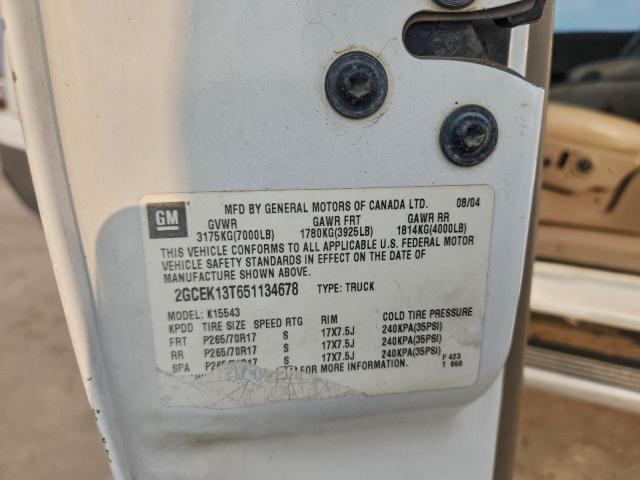 GM
MFD BY GENERAL MOTORS OF CANADA LTD. 08/04
GVWR GAWR FRT GAWR RR
3175KG(7000LB) 1780KG(3925LB) 1814KG(4000LB)
THIS VEHICLE CONFORMS TO ALL APPLICABLE U.S. FEDERAL MOTOR
VEHICLE SAFETY STANDARDS IN EFFECT ON THE DATE OF
MANUFACTURE SHOWN ABOVE.
2GCEK13T651134678 TYPE: TRUCK
MODEL: K15543
KPDD TIRE SIZE SPEED RTG RIM COLD TIRE PRESSURE
FRT P265/70R17 S 17X7.5J 240KPA(35PSI)
RR P265/70R17 S 17X7.5J 240KPA(35PSI)
SPA P265/70R17 S 17X7.5J 240KPA(35PSI)
FOR MORE INFORMATION.
F 423
T 060